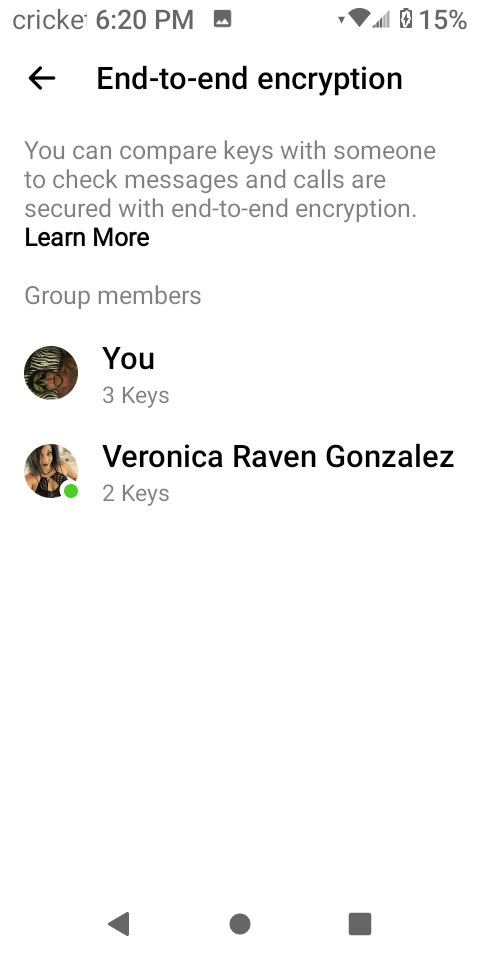 cricket 6:20 PM 15%
End-to-end encryption
You can compare keys with someone
to check messages and calls are
secured with end-to-end encryption.
Learn More
Group members
You
3 Keys
Veronica Raven Gonzalez
2 Keys